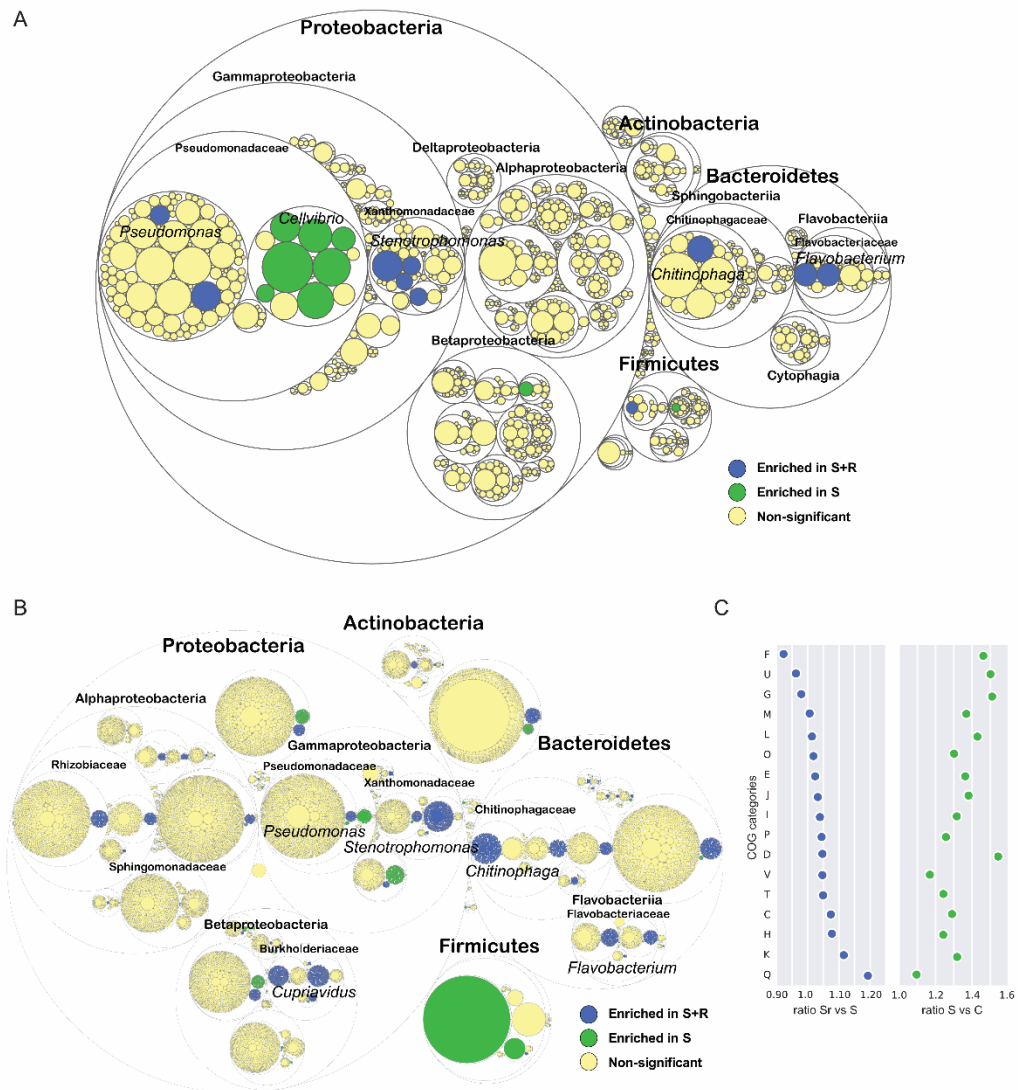 A
Proteobacteria
Gammaproteobacteria
Actinobacteria
Pseudomonadaceae
Deltaproteobacteria
Alphaproteobacteria
Bacteroidetes
Sphingobacteriia
Xanthomonadaceae
Chitinophagaceae
Flavobacteriia
Cellvibrio
Pseudomonas
Stenotrophomonas
Flavobacteriaceae
Flavobacterium
Chitinophaga
Betaproteobacteria
Firmicutes
Cytophagia
Enriched in S+R
Enriched in S
Non-significant
B
C
Actinobacteria
Proteobacteria
Alphaproteobacteria
Gammaproteobacteria
Bacteroidetes
Rhizobiaceae
Pseudomonadaceae
Xanthomonadaceae
Chitinophagaceae
Pseudomonas
Stenotrophomonas
Chitinophaga
Sphingomonadaceae
Flavobacteriia
Flavobacteriaceae
Betaproteobacteria
Burkholderiaceae
Firmicutes
Flavobacterium
Cupriavidus
Enriched in S+R
Enriched in S
Non-significant
COG categories
F
U
G
M
L
O
E
J
I
P
D
V
T
C
H
K
Q
0.90 1.0 1.10 1.20
1.0 1.2 1.4 1.6
ratio Sr vs S
ratio S vs C